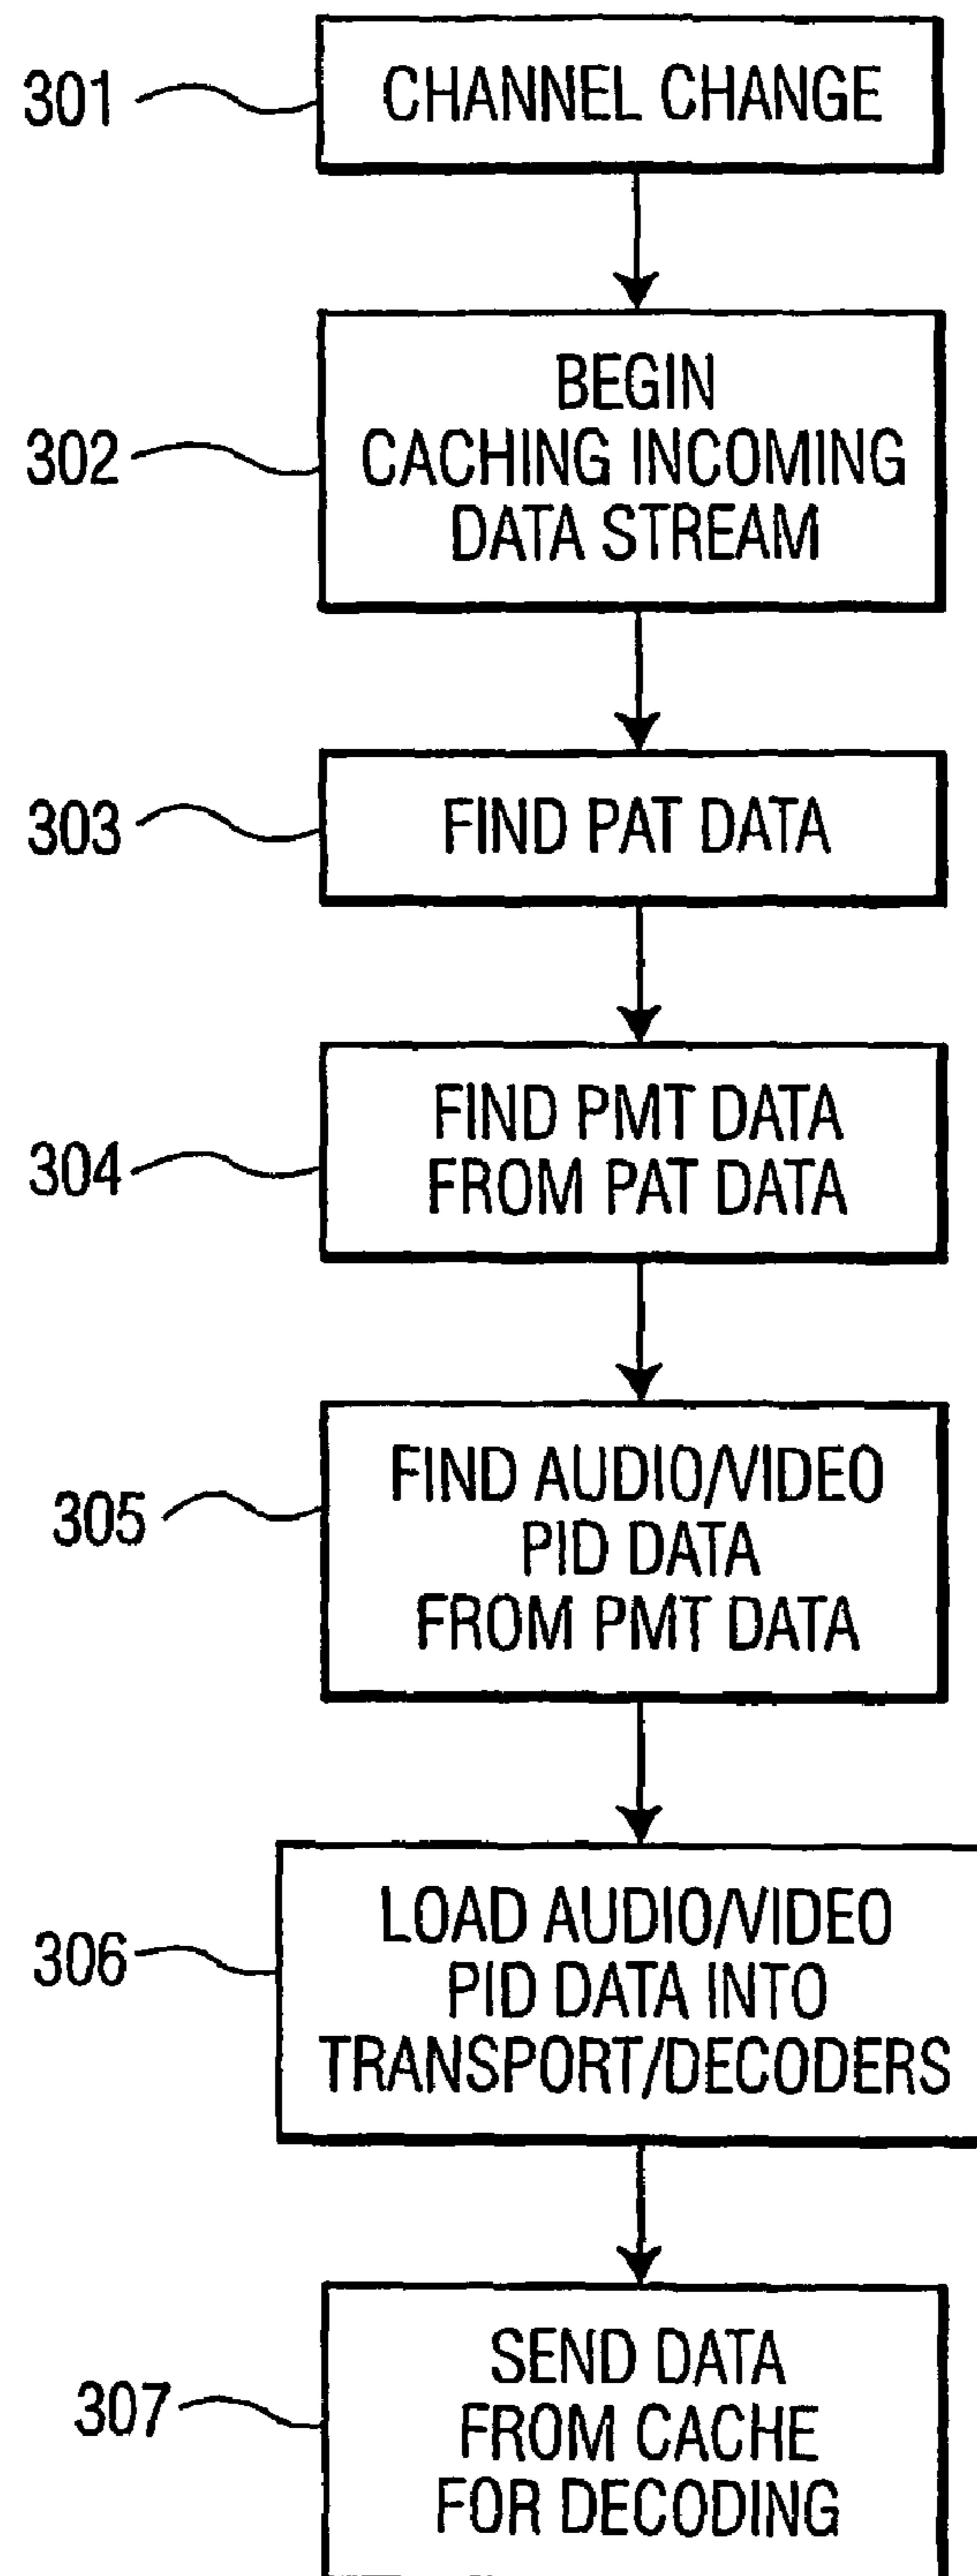 301
CHANNEL CHANGE
302
BEGIN
CACHING INCOMING
DATA STREAM
303
FIND PAT DATA
304
FIND PMT DATA
FROM PAT DATA
305
FIND AUDIO/VIDEO
PID DATA
FROM PMT DATA
306
LOAD AUDIO/VIDEO
PID DATA INTO
TRANSPORT/DECODERS
307
SEND DATA
FROM CACHE
FOR DECODING